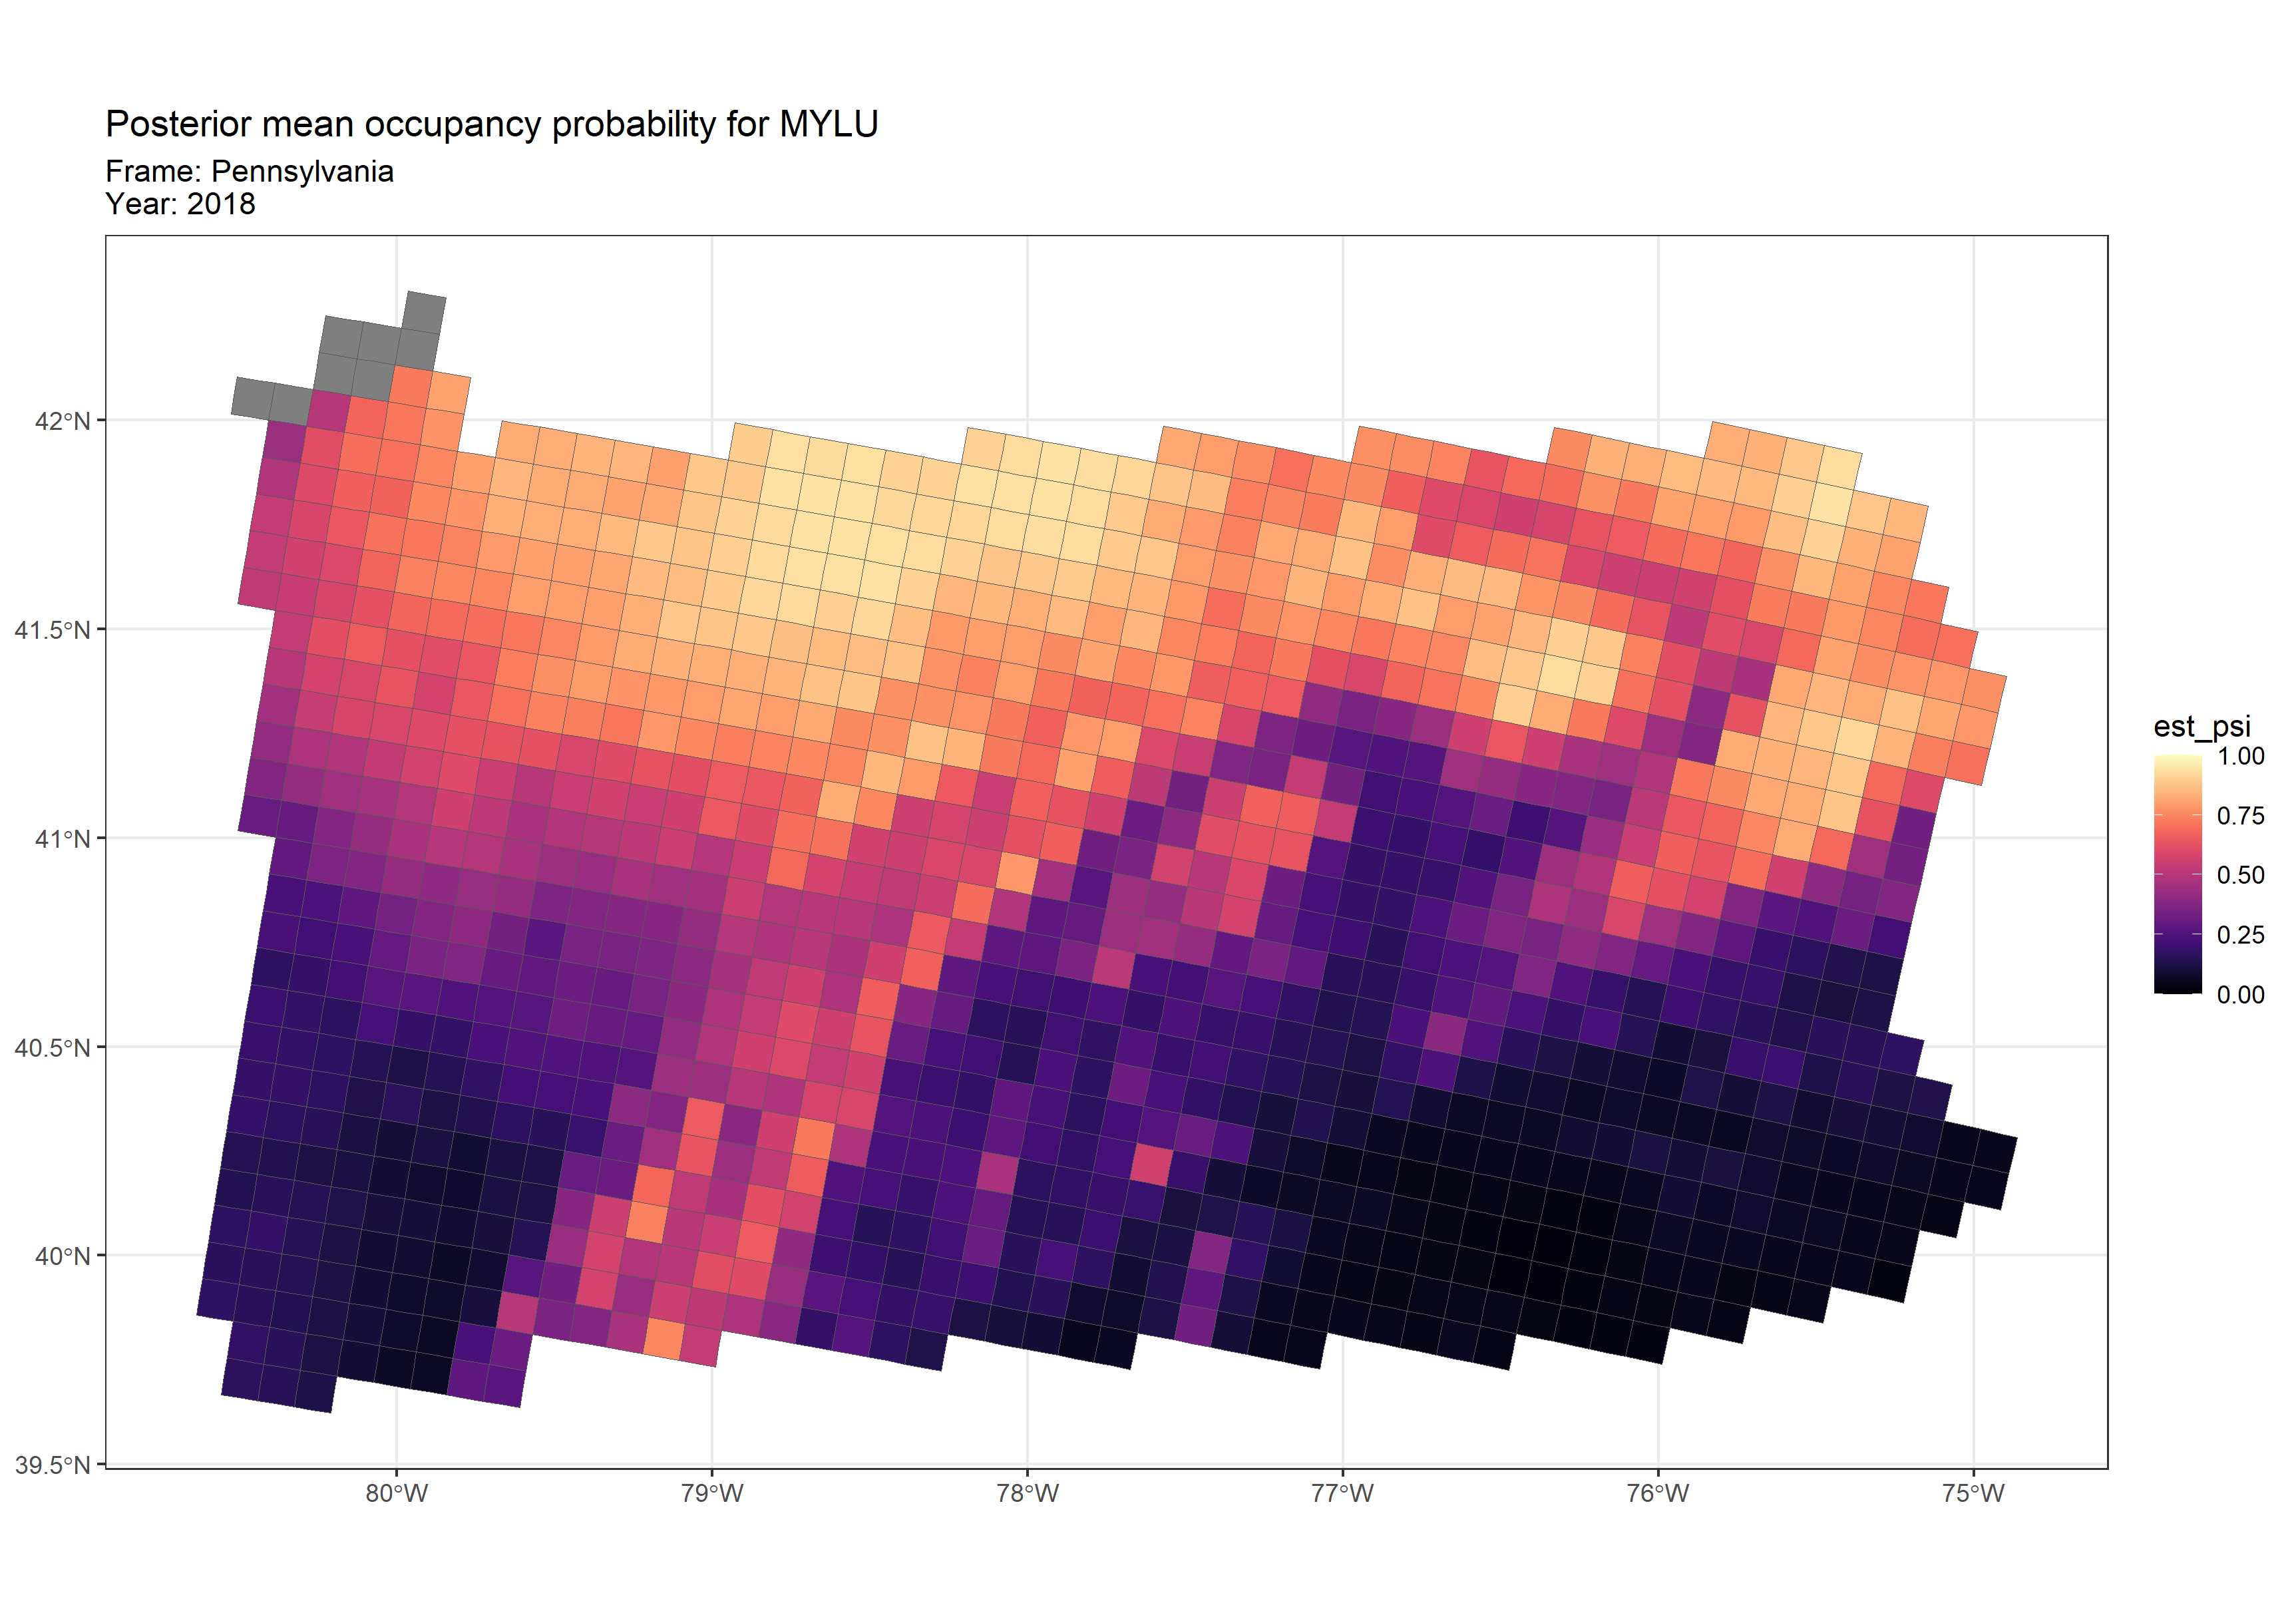 Posterior mean occupancy probability for MYLU
Frame: Pennsylvania
Year: 2018
42°N
41.5°N
41°N
40.5°N
40°N
39.5°N
80°W
79°W
78°W
77°W
76°W
75°W
est_psi
1.00
0.75
0.50
0.25
0.00